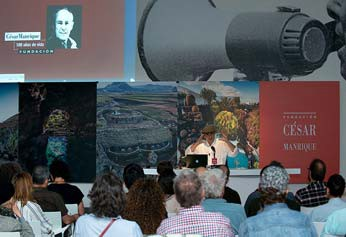 César Manrique
100 años de vida
FUNDACIÓN
FUNDACIÓN
CÉSAR
MANRIQUE